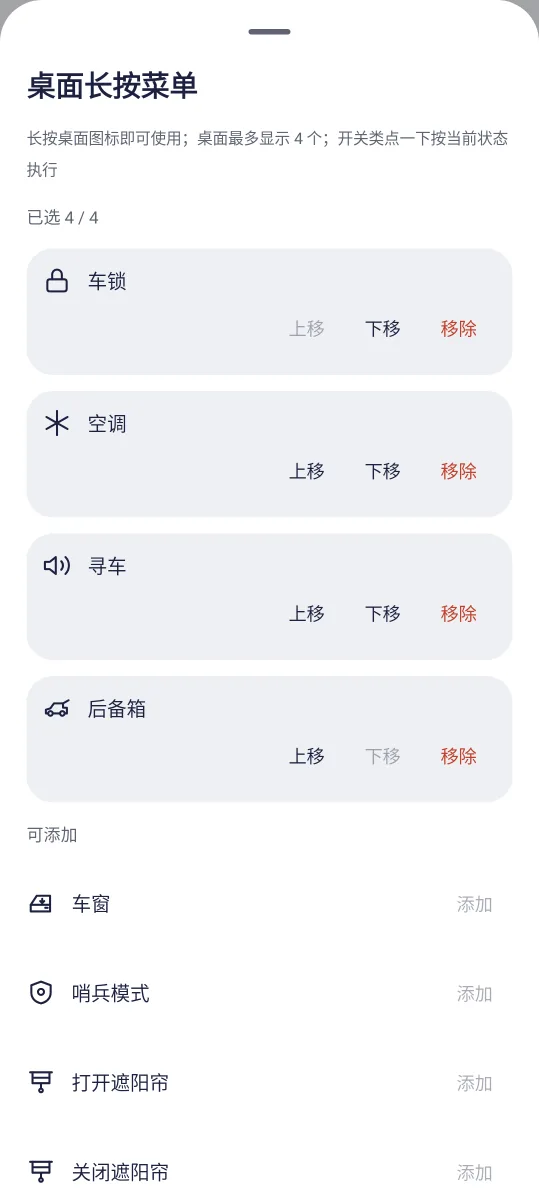 桌面长按菜单
长按桌面图标即可使用；桌面最多显示 4 个；开关类点一下按当前状态
执行
已选 4 / 4
车锁
上移 下移 移除
空调
上移 下移 移除
寻车
上移 下移 移除
后备箱
上移 下移 移除
可添加
车窗 添加
哨兵模式 添加
打开遮阳帘 添加
关闭遮阳帘 添加